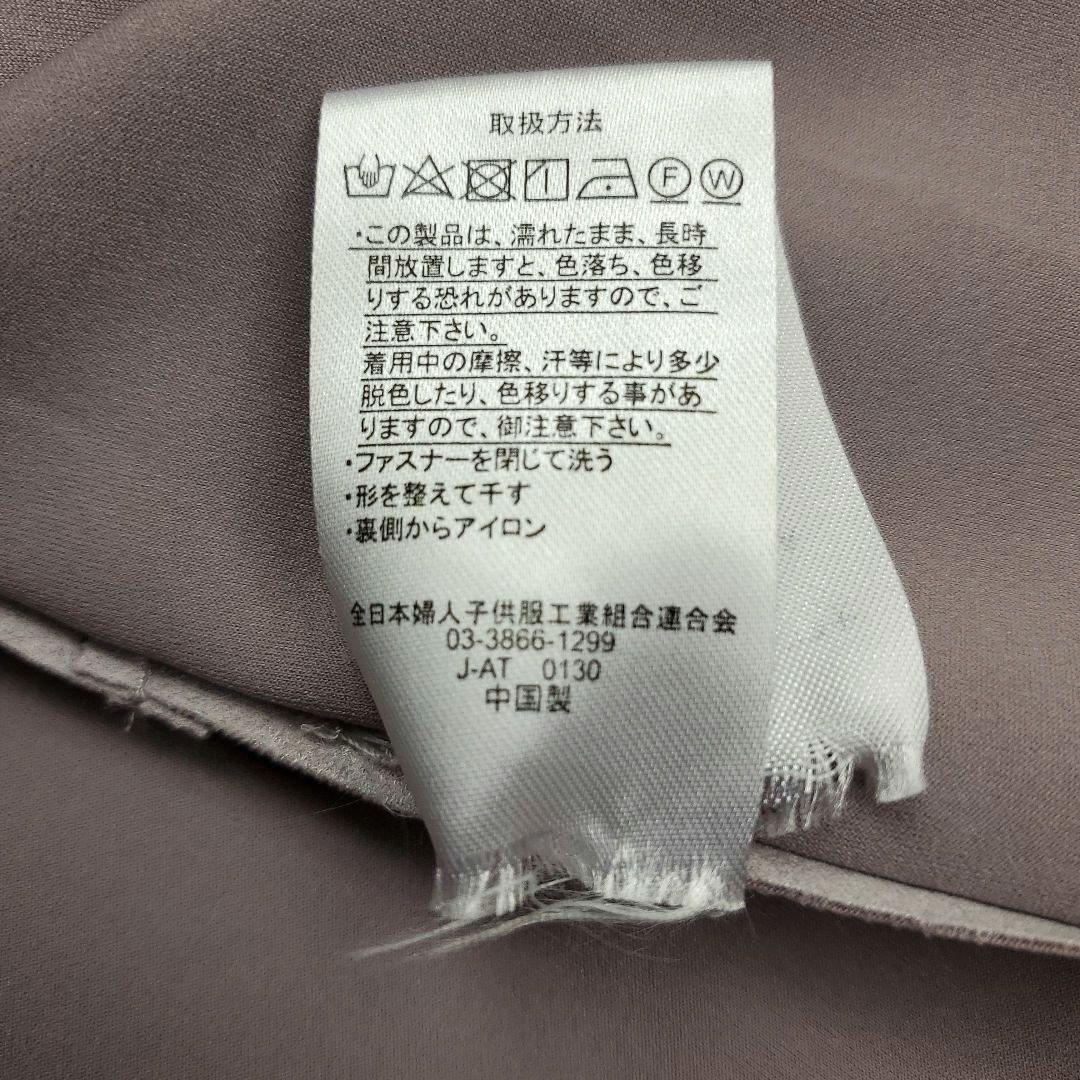 取扱方法
F W
・この製品は、濡れたまま、長時
間放置しますと、色落ち、色移
りする恐れがありますので、ご
注意下さい。
着用中の摩擦、汗等により多少
脱色したり、色移りする事があ
りますので、御注意下さい。
・ファスナーを閉じて洗う
・形を整えて干す
・裏側からアイロン
全日本婦人子供服工業組合連合会
03-3866-1299
J-AT 0130
中国製